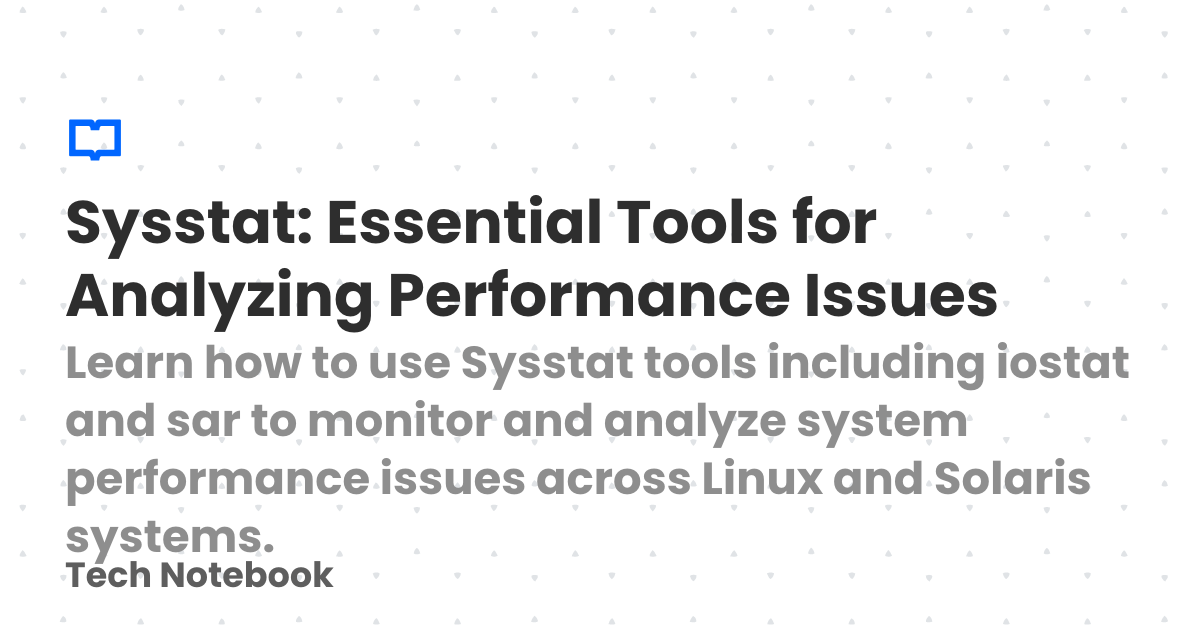 Sysstat: Essential Tools for
Analyzing Performance Issues
Learn how to use Sysstat tools including iostat
and sar to monitor and analyze system
performance issues across Linux and Solaris
systems.
Tech Notebook